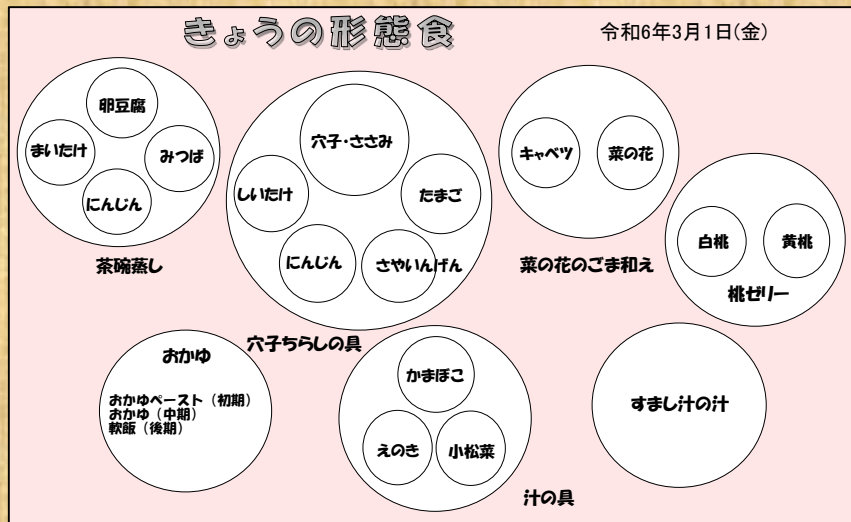 きょうの形態食
令和6年3月1日(金)
卵豆腐
まいたけ
みつば
にんじん
茶碗蒸し
穴子・ささみ
しいたけ
たまご
にんじん
さやいんげん
穴子ちらしの具
キャベツ
菜の花
菜の花のごま和え
白桃
黄桃
桃ゼリー
おかゆ
おかゆペースト（初期）
おかゆ（中期）
軟飯（後期）
かまぼこ
えのき
小松菜
汁の具
すまし汁の汁